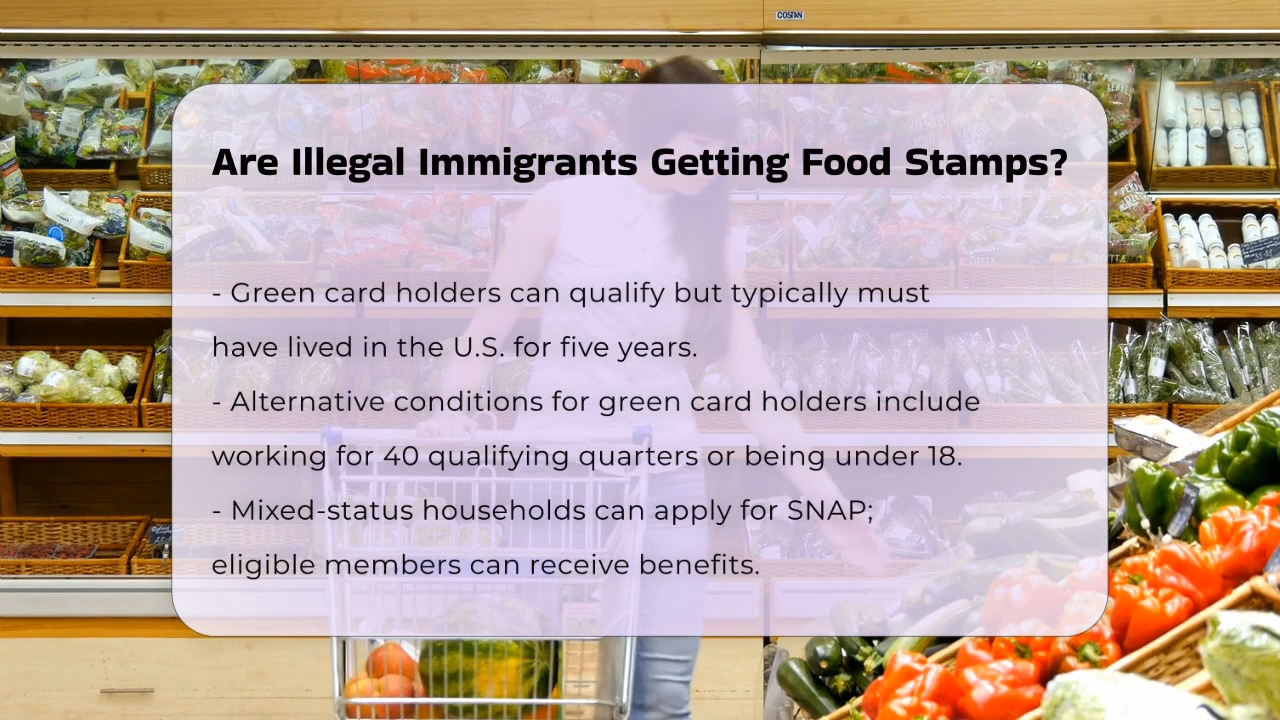 COSTAN
Are Illegal Immigrants Getting Food Stamps?
- Green card holders can qualify but typically must
have lived in the U.S. for five years.
- Alternative conditions for green card holders include
working for 40 qualifying quarters or being under 18.
- Mixed-status households can apply for SNAP;
eligible members can receive benefits.